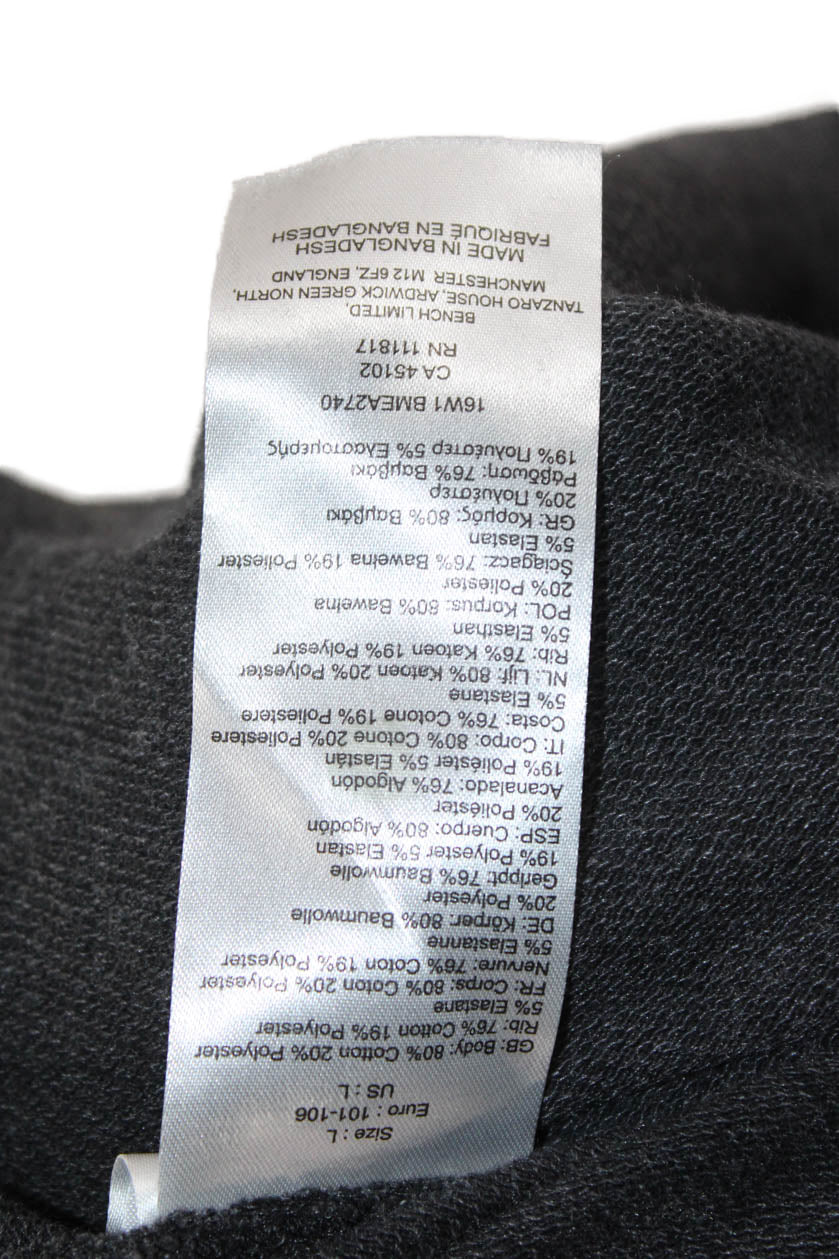 Size : L
Euro : 101-106
US : L
GB: Body: 80% Cotton 20% Polyester
Rib: 76% Cotton 19% Polyester
5% Elastane
FR: Corps: 80% Coton 20% Polyester
Nervure: 76% Coton 19% Polyester
5% Elastanne
DE: Körper: 80% Baumwolle
20% Polyester
Gerippt: 76% Baumwolle
19% Polyester 5% Elastan
ESP: Cuerpo: 80% Algodón
20% Poliéster
Acanalado: 76% Algodón
19% Poliéster 5% Elastán
IT: Corpo: 80% Cotone 20% Poliestere
Costa: 76% Cotone 19% Poliestere
5% Elastane
NL: Lijf: 80% Katoen 20% Polyester
Rib: 76% Katoen 19% Polyester
5% Elasthan
POL: Korpus: 80% Bawełna
20% Poliester
Ściągacz: 76% Bawełna 19% Poliester
5% Elastan
GR: Κορμός: 80% Βαμβάκι
20% Πολυέστερ
Ράβδωση: 76% Βαμβάκι
19% Πολυέστερ 5% Ελαστομερής
16W1 BMEA2740
CA 45102
RN 111817
BENCH LIMITED,
TANZARO HOUSE, ARDWICK GREEN NORTH,
MANCHESTER M12 6FZ, ENGLAND
MADE IN BANGLADESH
FABRIQUÉ EN BANGLADESH